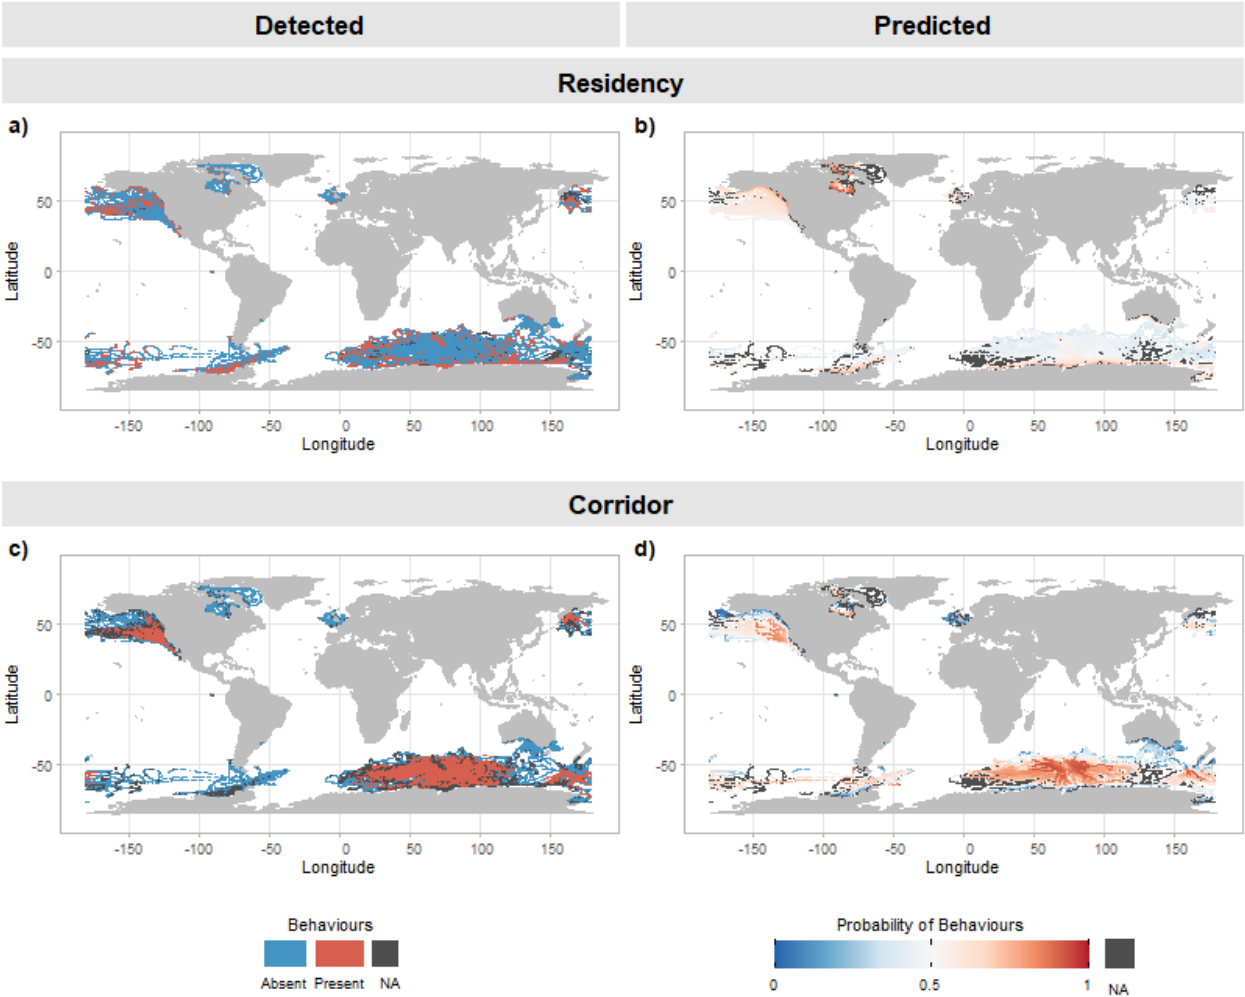 Detected Predicted
Residency
a) b)
Latitude 50 0 -50 Latitude 50 0 -50
-150 -100 -50 0 50 100 150 -150 -100 -50 0 50 100 150
Longitude Longitude
Corridor
c) d)
Latitude 50 0 -50 Latitude 50 0 -50
-150 -100 -50 0 50 100 150 -150 -100 -50 0 50 100 150
Longitude Longitude
Behaviours Probability of Behaviours
Absent Present NA 0 0.5 1 NA